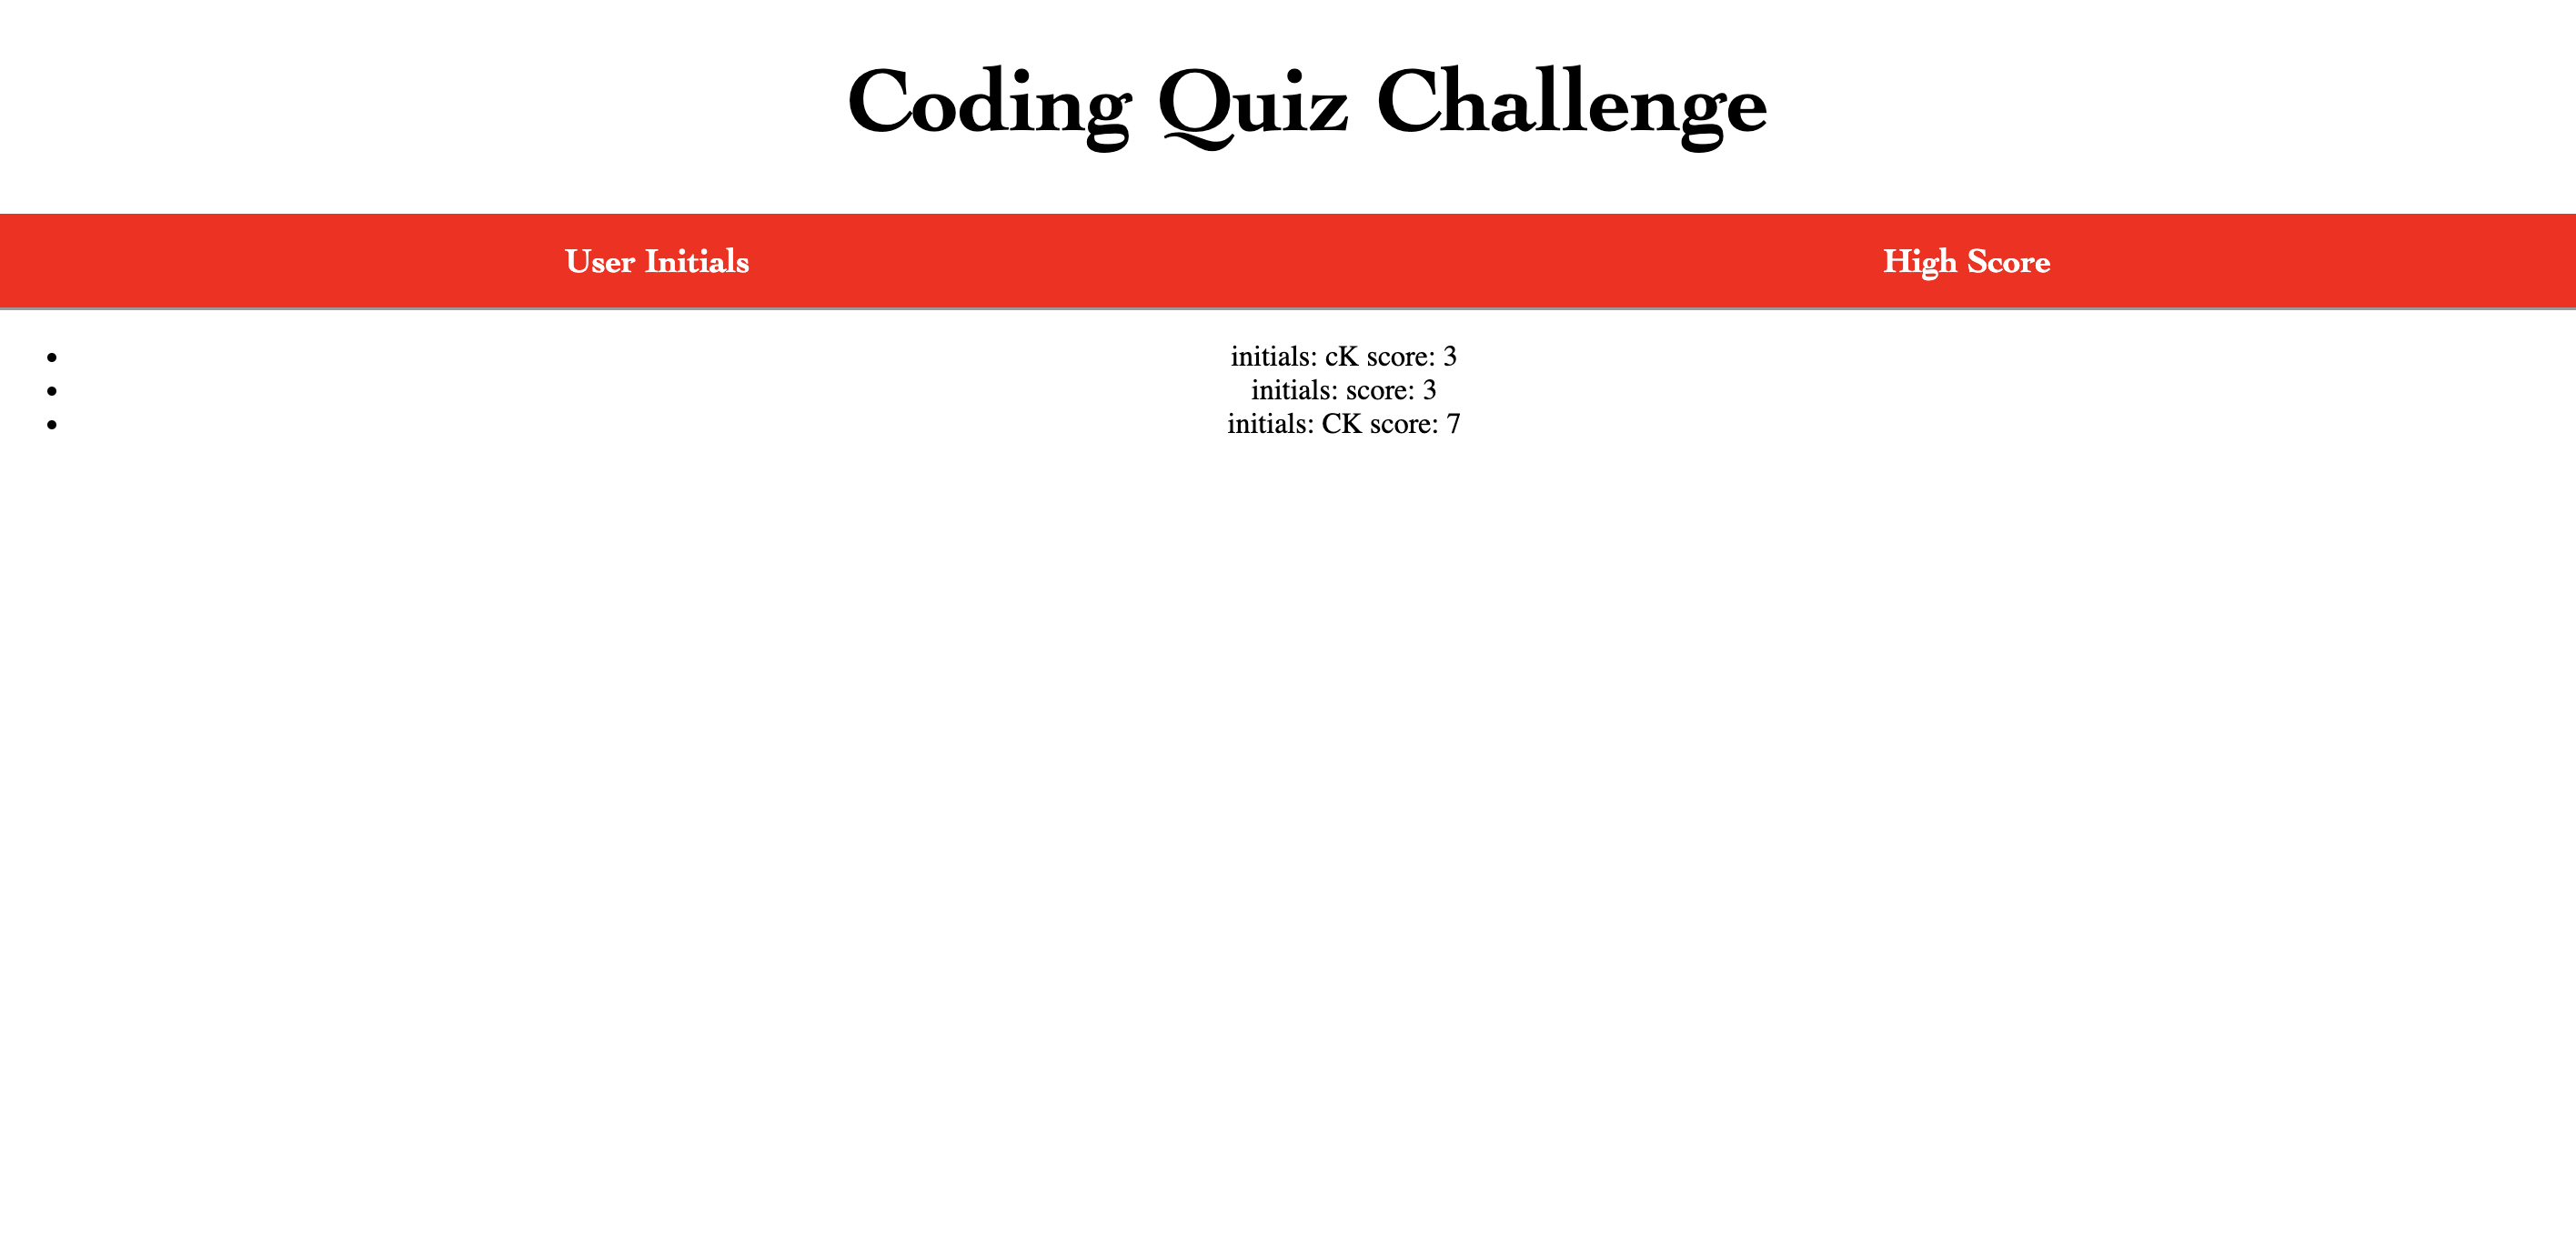 Coding Quiz Challenge
User Initials High Score
initials: cK score: 3
initials: score: 3
initials: CK score: 7